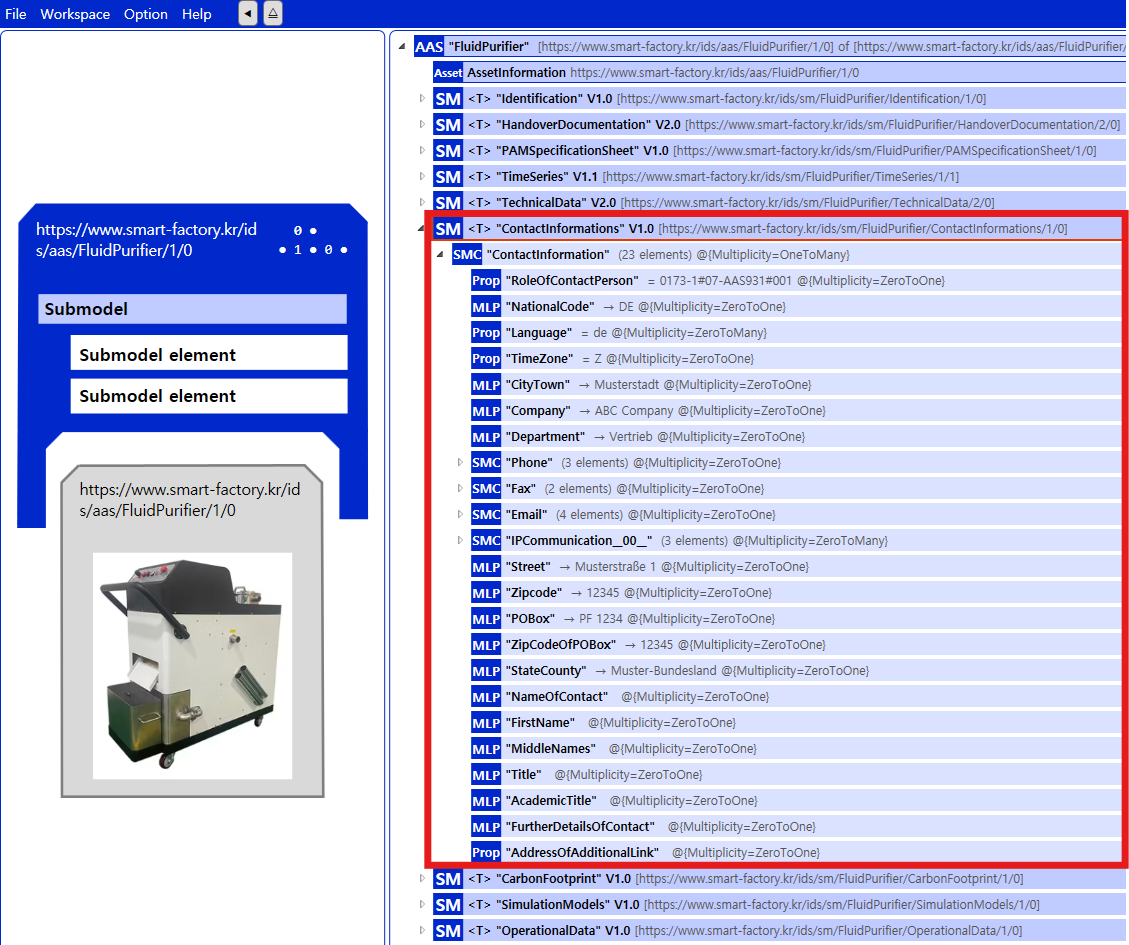 File Workspace Option Help ◄ △
https://www.smart-factory.kr/id
s/aas/FluidPurifier/1/0
0 ●
● 1 ● 0 ●
Submodel
Submodel element
Submodel element
https://www.smart-factory.kr/id
s/aas/FluidPurifier/1/0
AAS "FluidPurifier" [https://www.smart-factory.kr/ids/aas/FluidPurifier/1/0] of [https://www.smart-factory.kr/ids/aas/FluidPurifier/
Asset AssetInformation https://www.smart-factory.kr/ids/aas/FluidPurifier/1/0
SM <T> "Identification" V1.0 [https://www.smart-factory.kr/ids/sm/FluidPurifier/Identification/1/0]
SM <T> "HandoverDocumentation" V2.0 [https://www.smart-factory.kr/ids/sm/FluidPurifier/HandoverDocumentation/2/0]
SM <T> "PAMSpecificationSheet" V1.0 [https://www.smart-factory.kr/ids/sm/FluidPurifier/PAMSpecificationSheet/1/0]
SM <T> "TimeSeries" V1.1 [https://www.smart-factory.kr/ids/sm/FluidPurifier/TimeSeries/1/1]
SM <T> "TechnicalData" V2.0 [https://www.smart-factory.kr/ids/sm/FluidPurifier/TechnicalData/2/0]
SM <T> "ContactInformations" V1.0 [https://www.smart-factory.kr/ids/sm/FluidPurifier/ContactInformations/1/0]
SMC "ContactInformation" (23 elements) @{Multiplicity=OneToMany}
Prop "RoleOfContactPerson" = 0173-1#07-AAS931#001 @{Multiplicity=ZeroToOne}
MLP "NationalCode" → DE @{Multiplicity=ZeroToOne}
Prop "Language" = de @{Multiplicity=ZeroToMany}
Prop "TimeZone" = Z @{Multiplicity=ZeroToOne}
MLP "CityTown" → Musterstadt @{Multiplicity=ZeroToOne}
MLP "Company" → ABC Company @{Multiplicity=ZeroToOne}
MLP "Department" → Vertrieb @{Multiplicity=ZeroToOne}
SMC "Phone" (3 elements) @{Multiplicity=ZeroToOne}
SMC "Fax" (2 elements) @{Multiplicity=ZeroToOne}
SMC "Email" (4 elements) @{Multiplicity=ZeroToOne}
SMC "IPCommunication__00__" (3 elements) @{Multiplicity=ZeroToMany}
MLP "Street" → Musterstraße 1 @{Multiplicity=ZeroToOne}
MLP "Zipcode" → 12345 @{Multiplicity=ZeroToOne}
MLP "POBox" → PF 1234 @{Multiplicity=ZeroToOne}
MLP "ZipCodeOfPOBox" → 12345 @{Multiplicity=ZeroToOne}
MLP "StateCounty" → Muster-Bundesland @{Multiplicity=ZeroToOne}
MLP "NameOfContact" @{Multiplicity=ZeroToOne}
MLP "FirstName" @{Multiplicity=ZeroToOne}
MLP "MiddleNames" @{Multiplicity=ZeroToOne}
MLP "Title" @{Multiplicity=ZeroToOne}
MLP "AcademicTitle" @{Multiplicity=ZeroToOne}
MLP "FurtherDetailsOfContact" @{Multiplicity=ZeroToOne}
Prop "AddressOfAdditionalLink" @{Multiplicity=ZeroToOne}
SM <T> "CarbonFootprint" V1.0 [https://www.smart-factory.kr/ids/sm/FluidPurifier/CarbonFootprint/1/0]
SM <T> "SimulationModels" V1.0 [https://www.smart-factory.kr/ids/sm/FluidPurifier/SimulationModels/1/0]
SM <T> "OperationalData" V1.0 [https://www.smart-factory.kr/ids/sm/FluidPurifier/OperationalData/1/0]